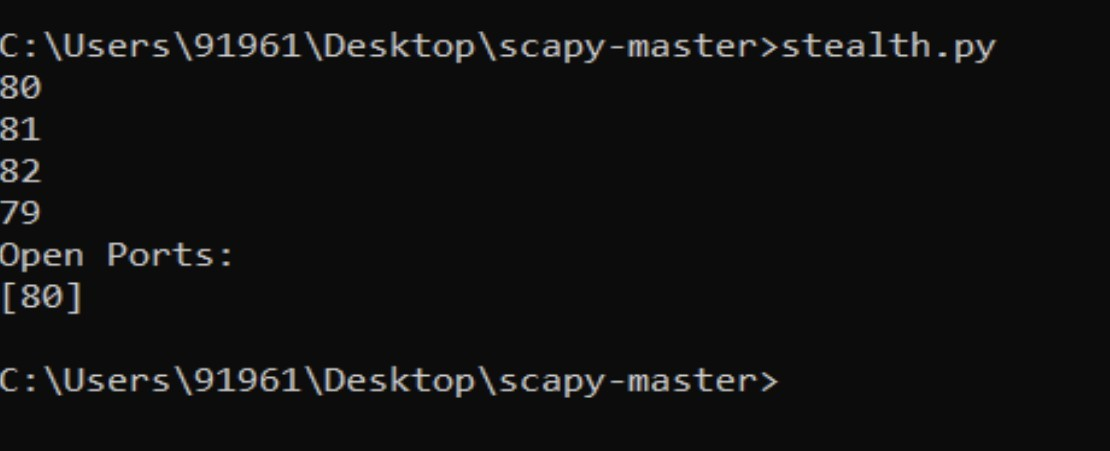 C:\Users\91961\Desktop\scapy-master>stealth.py
80
81
82
79
Open Ports:
[80]
C:\Users\91961\Desktop\scapy-master>